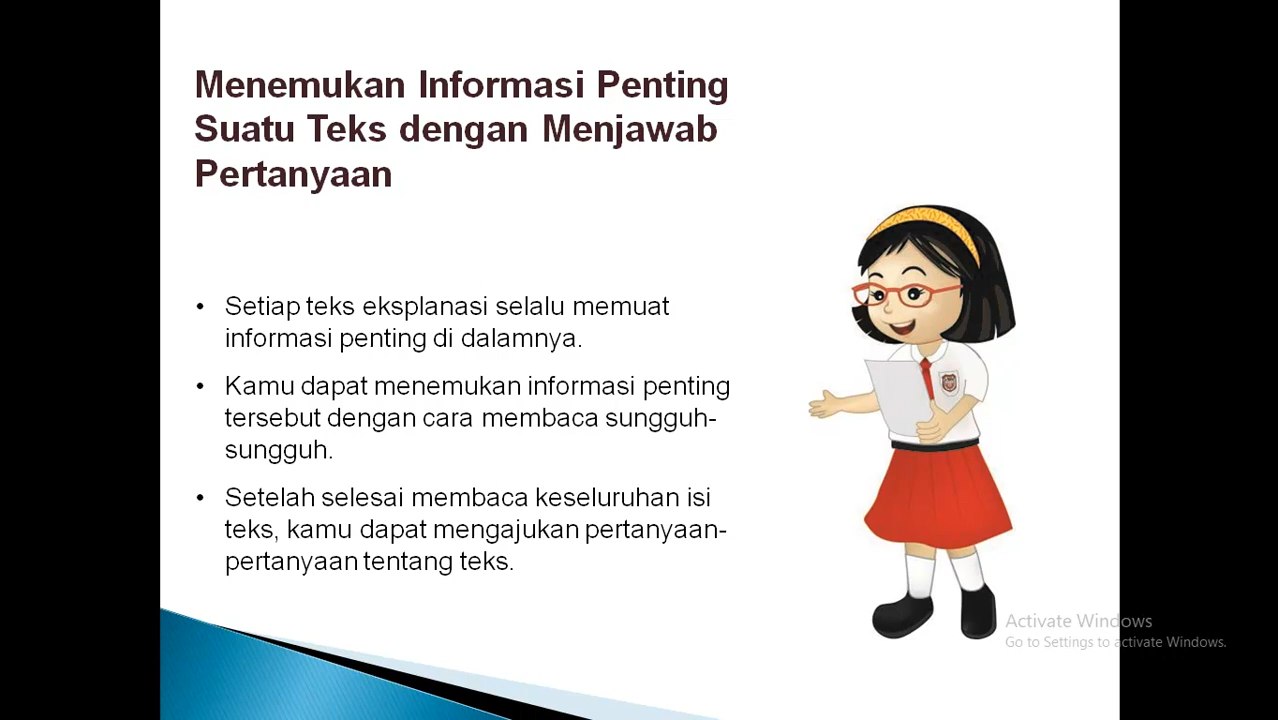 Menemukan Informasi Penting
Suatu Teks dengan Menjawab
Pertanyaan
• Setiap teks eksplanasi selalu memuat
informasi penting di dalamnya.
• Kamu dapat menemukan informasi penting
tersebut dengan cara membaca sungguh-
sungguh.
• Setelah selesai membaca keseluruhan isi
teks, kamu dapat mengajukan pertanyaan-
pertanyaan tentang teks.
Activate Windows
Go to Settings to activate Windows.